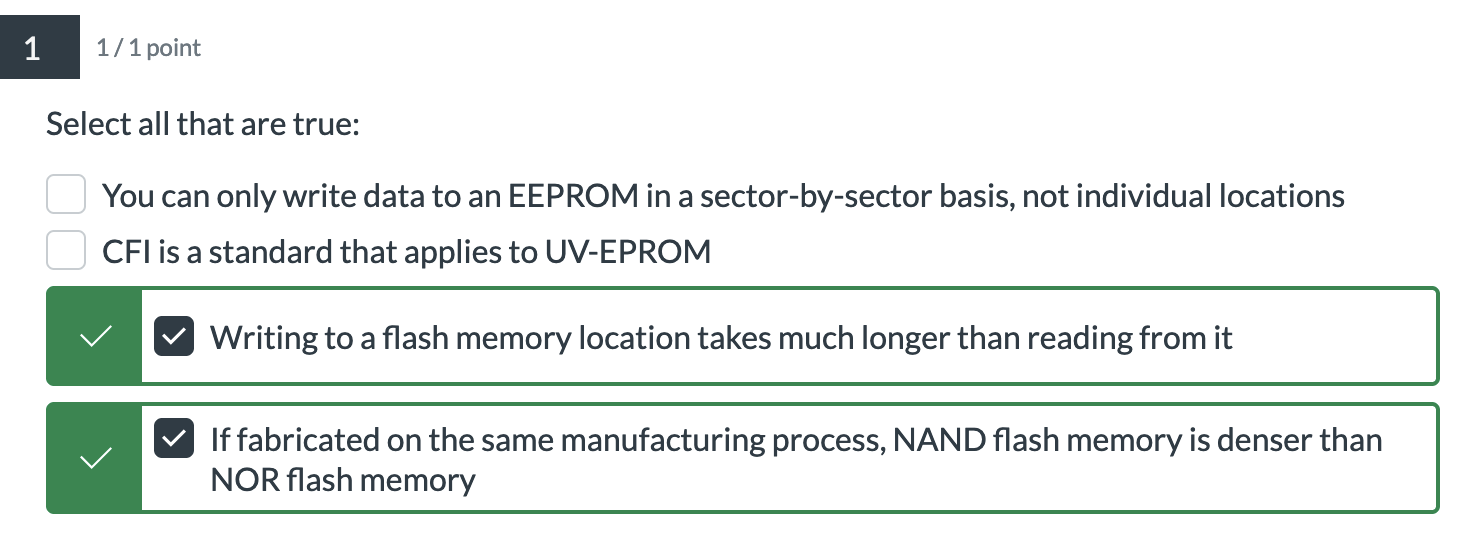 1
1 / 1 point
Select all that are true:
You can only write data to an EEPROM in a sector-by-sector basis, not individual locations
CFI is a standard that applies to UV-EPROM
Writing to a flash memory location takes much longer than reading from it
If fabricated on the same manufacturing process, NAND flash memory is denser than
NOR flash memory